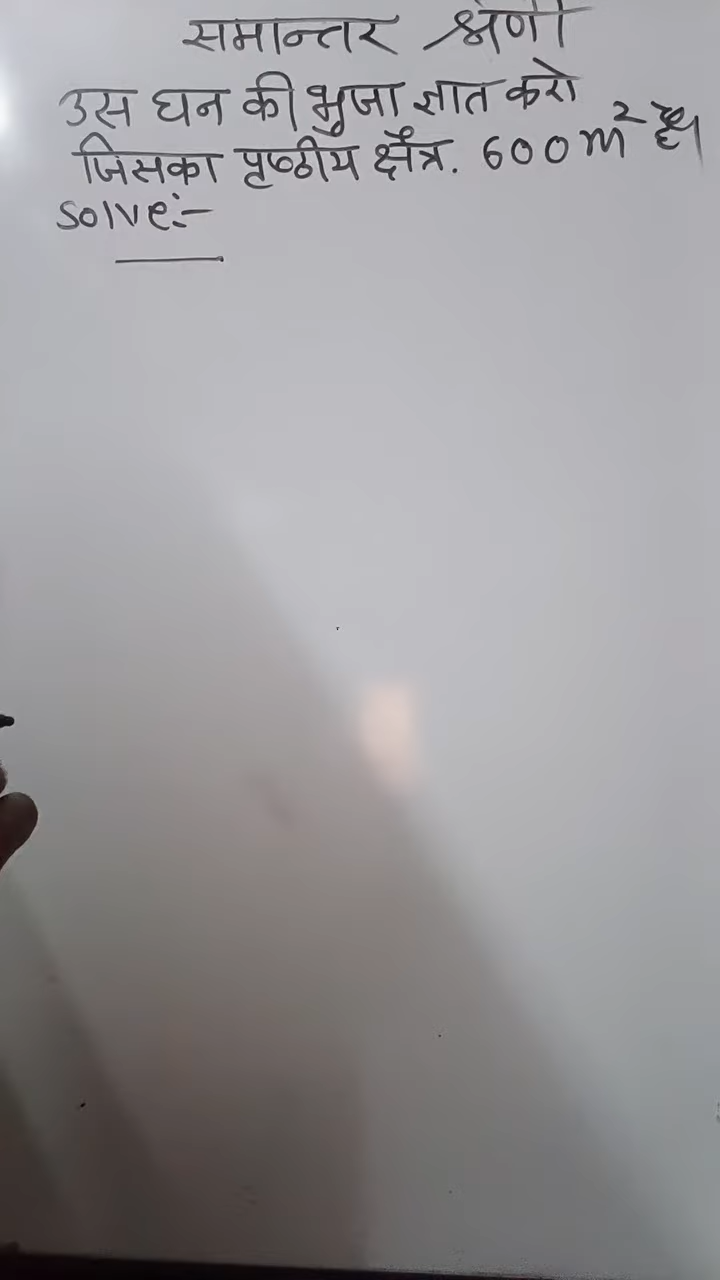 समान्तर श्रेणी
उस घन की भुजा ज्ञात करो
जिसका पृष्ठीय क्षेत्र. 600m² है।
Solve:-